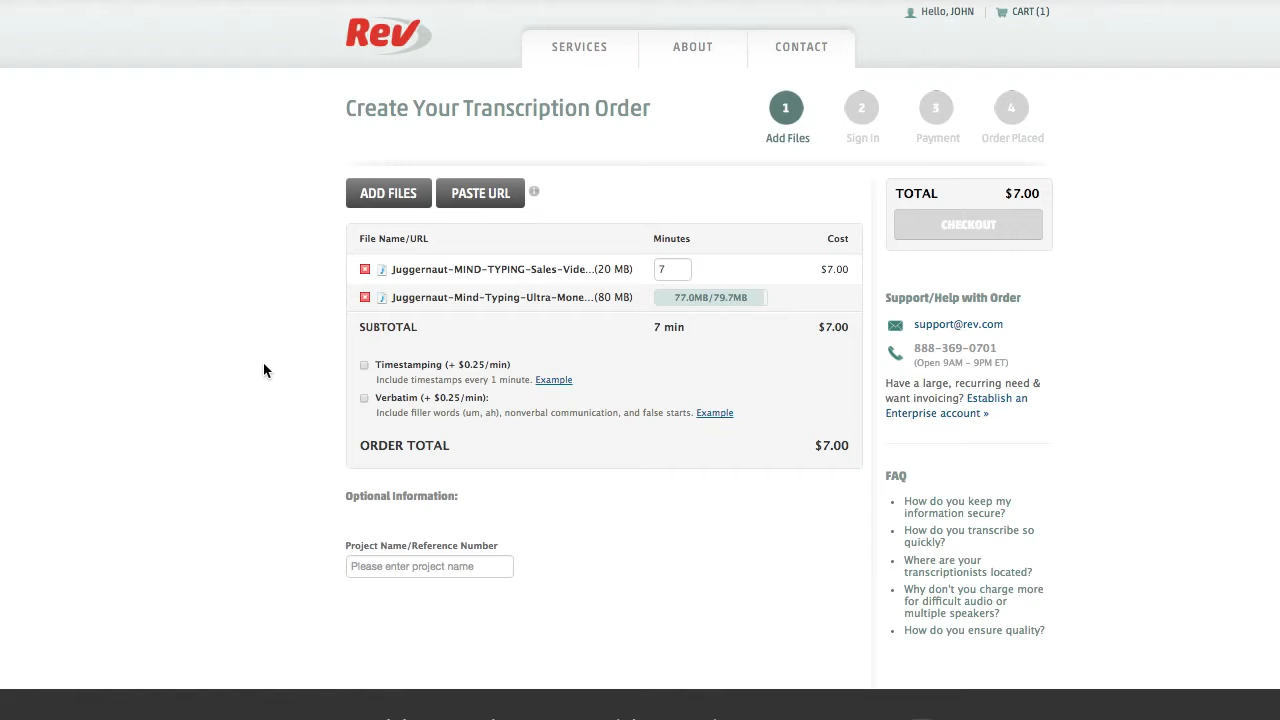 Hello, JOHN
CART (1)
Rev
SERVICES
ABOUT
CONTACT
Create Your Transcription Order
1
2
3
4
Add Files
Sign In
Payment
Order Placed
ADD FILES
PASTE URL
TOTAL $7.00
CHECKOUT
File Name/URL Minutes Cost
Juggernaut-MIND-TYPING-Sales-Vide...(20 MB) 7 $7.00
Juggernaut-Mind-Typing-Ultra-Mone...(80 MB) 77.0MB/79.7MB
SUBTOTAL 7 min $7.00
Timestamping (+ $0.25/min)
Include timestamps every 1 minute. Example
Verbatim (+ $0.25/min):
Include filler words (um, ah), nonverbal communication, and false starts. Example
ORDER TOTAL $7.00
Optional Information:
Project Name/Reference Number
Please enter project name
Support/Help with Order
support@rev.com
888-369-0701
(Open 9AM - 9PM ET)
Have a large, recurring need &
want invoicing? Establish an
Enterprise account »
FAQ
• How do you keep my
information secure?
• How do you transcribe so
quickly?
• Where are your
transcriptionists located?
• Why don't you charge more
for difficult audio or
multiple speakers?
• How do you ensure quality?